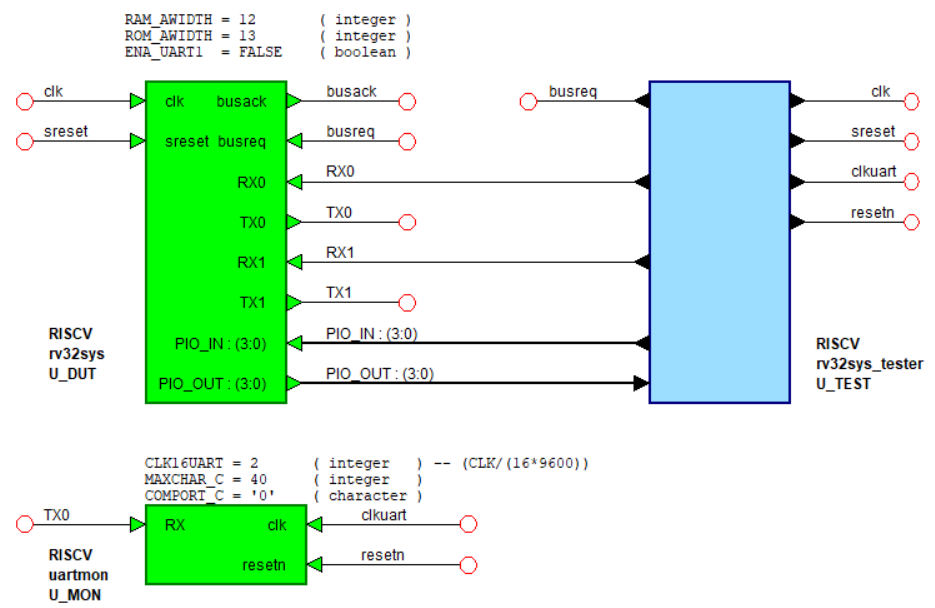 RAM_AWIDTH = 12 ( integer )
ROM_AWIDTH = 13 ( integer )
ENA_UART1 = FALSE ( boolean )
clk clk busack busack busreq clk
sreset sreset busreq busreq sreset
RX0 RX0 clkuart
TX0 TX0 resetn
RX1 RX1
TX1 TX1
PIO_IN : (3:0) PIO_IN : (3:0)
PIO_OUT : (3:0) PIO_OUT : (3:0)
RISCV
rv32sys
U_DUT
RISCV
rv32sys_tester
U_TEST
CLK16UART = 2 ( integer ) -- (CLK/(16*9600))
MAXCHAR_C = 40 ( integer )
COMPORT_C = '0' ( character )
TX0 RX clk clkuart
resetn resetn
RISCV
uartmon
U_MON